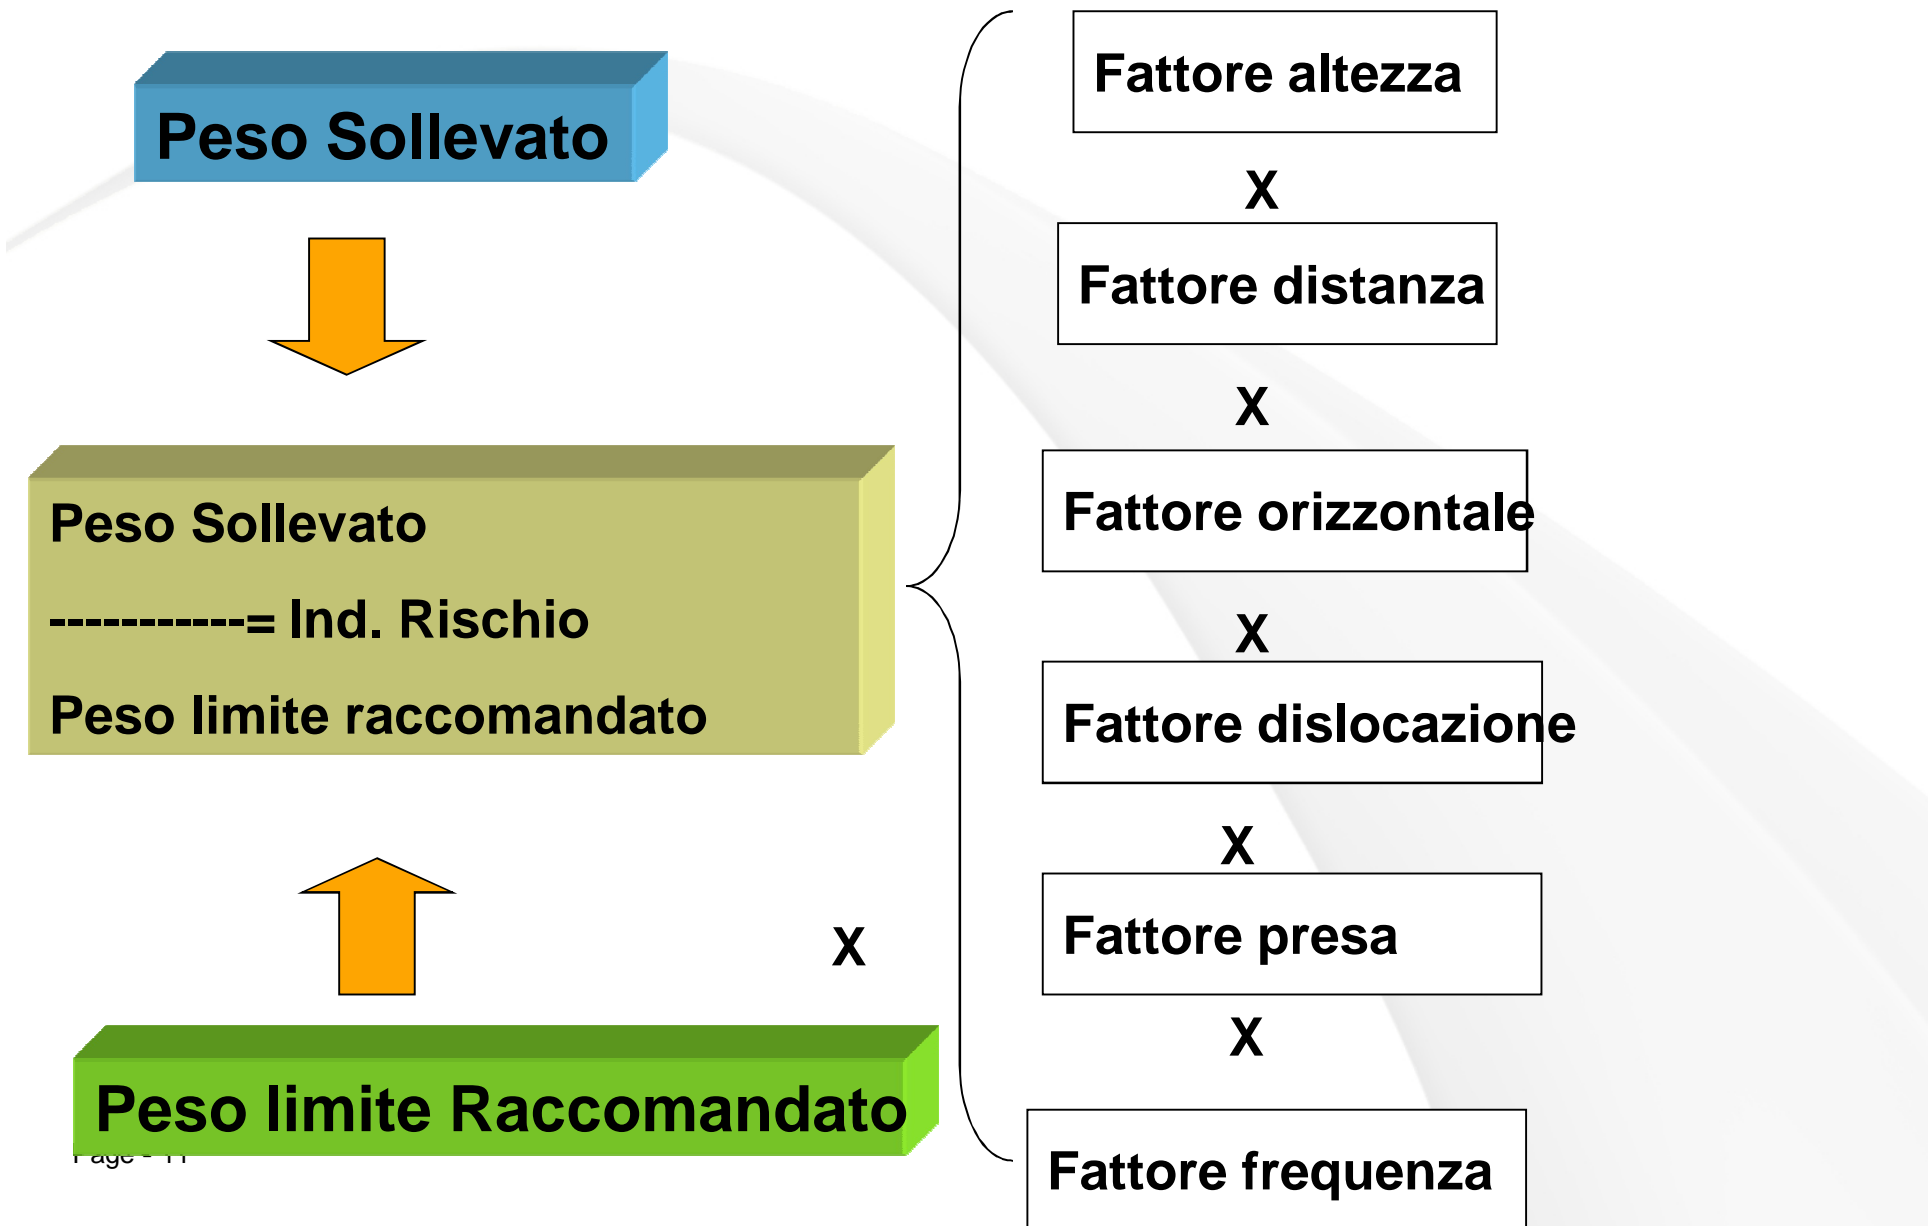 Peso Sollevato
Peso Sollevato
-----------= Ind. Rischio
Peso limite raccomandato
X
Peso limite Raccomandato
Fattore altezza
X
Fattore distanza
X
Fattore orizzontale
X
Fattore dislocazione
X
Fattore presa
X
Fattore frequenza